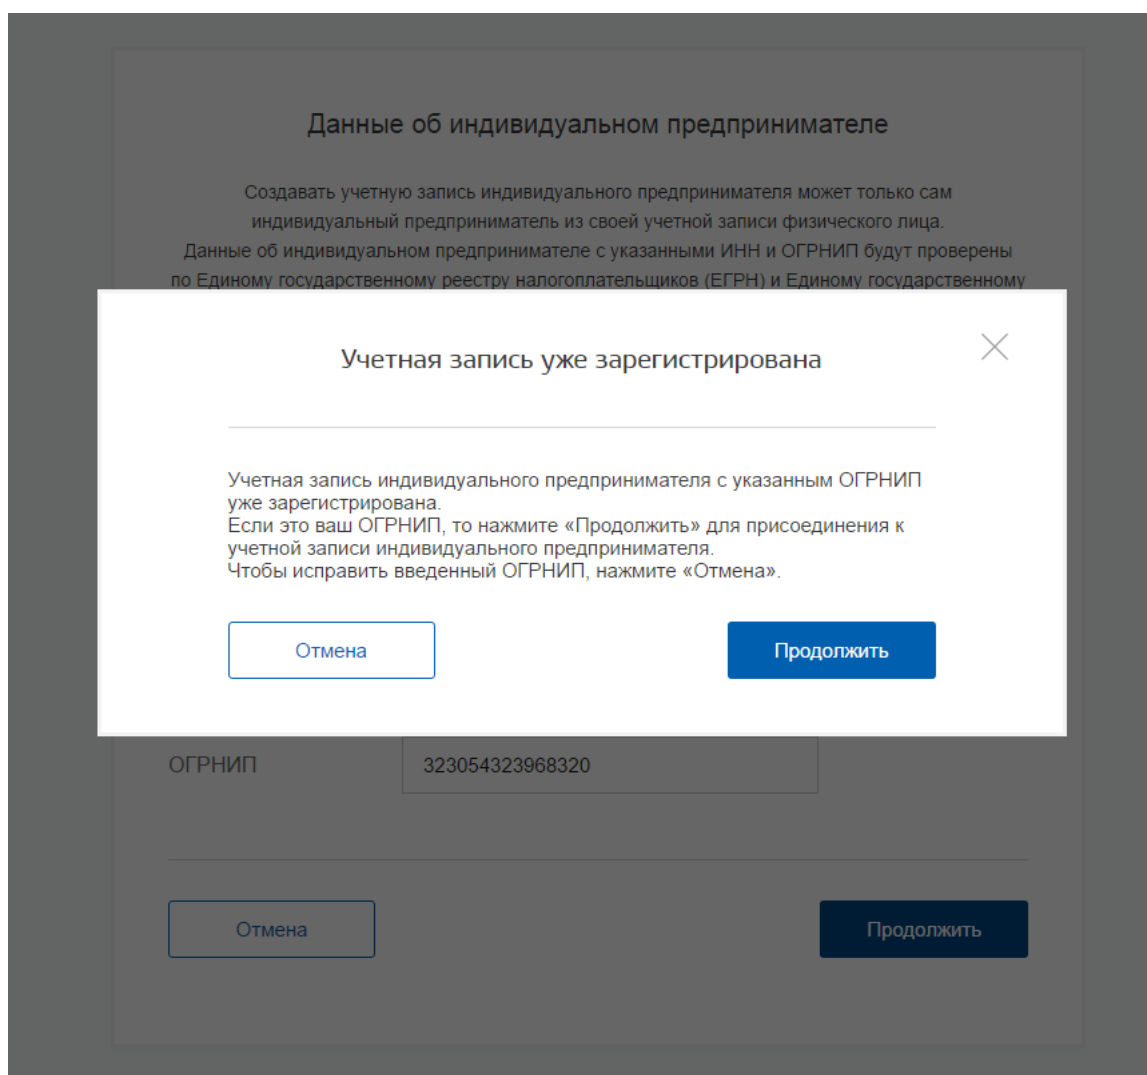 Данные об индивидуальном предпринимателе
Создавать учетную запись индивидуального предпринимателя может только сам
индивидуальный предприниматель из своей учетной записи физического лица.
Данные об индивидуальном предпринимателе с указанными ИНН и ОГРНИП будут проверены
по Единому государственному реестру налогоплательщиков (ЕГРН) и Единому государственному
Учетная запись уже зарегистрирована
Учетная запись индивидуального предпринимателя с указанным ОГРНИП
уже зарегистрирована.
Если это ваш ОГРНИП, то нажмите «Продолжить» для присоединения к
учетной записи индивидуального предпринимателя.
Чтобы исправить введенный ОГРНИП, нажмите «Отмена».
Отмена
Продолжить
ОГРНИП
323054323968320
Отмена
Продолжить